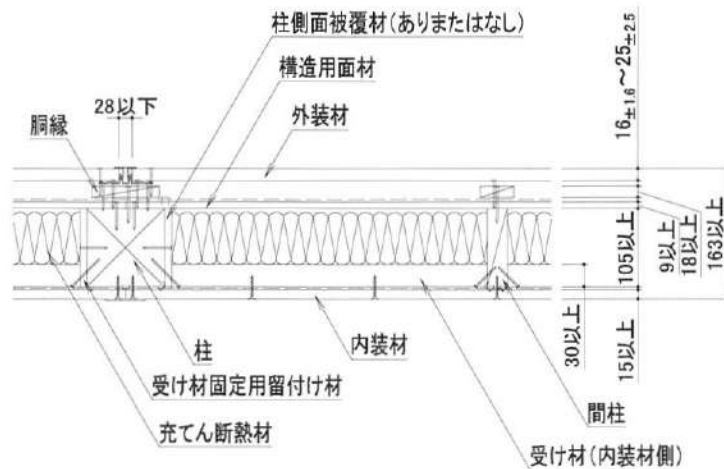 柱側面被覆材(ありまたはなし)
構造用面材
28以下
外装材
胴縁
16±1.6~25±2.5
105以上
9以上
18以上
163以上
30以上
15以上
柱
内装材
受け材固定用留付け材
間柱
充てん断熱材
受け材(内装材側)